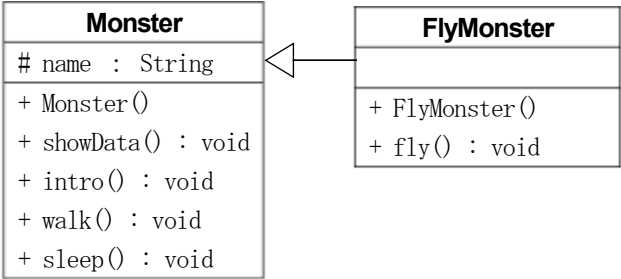 Monster
# name : String
+ Monster()
+ showData() : void
+ intro() : void
+ walk() : void
+ sleep() : void
FlyMonster
+ FlyMonster()
+ fly() : void